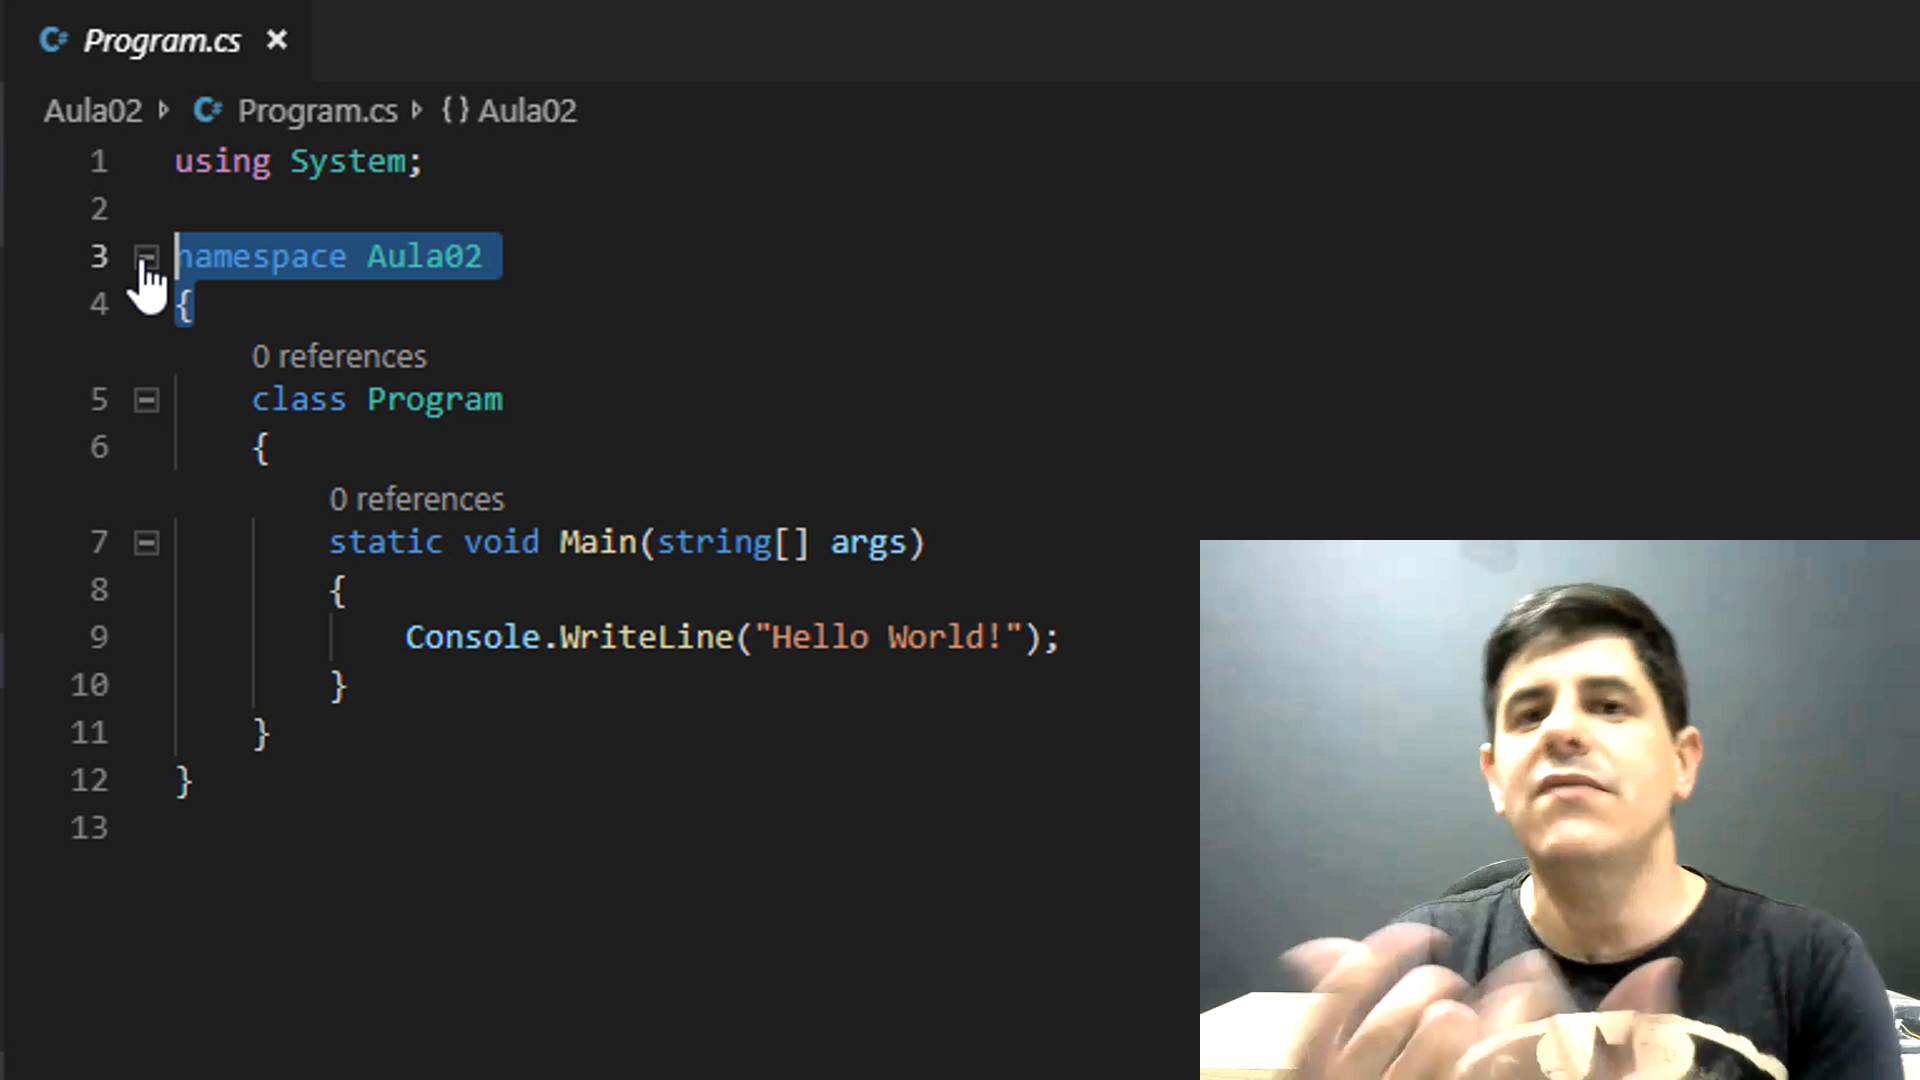 Program.cs
Aula02 Program.cs {} Aula02
1 using System;
2
3 namespace Aula02
4 {
0 references
5 class Program
6 {
0 references
7 static void Main(string[] args)
8 {
9 Console.WriteLine("Hello World!");
10 }
11 }
12 }
13